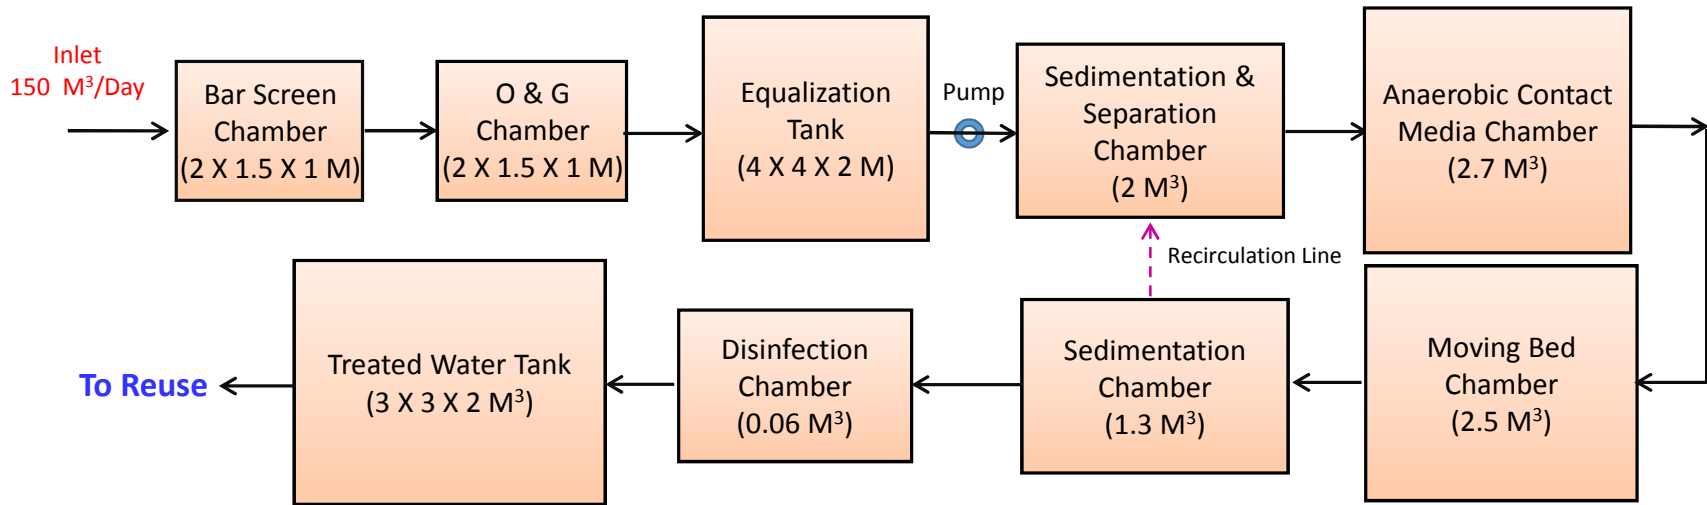 Inlet
150 M³/Day
Bar Screen
Chamber
(2 X 1.5 X 1 M)
O & G
Chamber
(2 X 1.5 X 1 M)
Equalization
Tank
(4 X 4 X 2 M)
Pump
Sedimentation &
Separation
Chamber
(2 M³)
Anaerobic Contact
Media Chamber
(2.7 M³)
Recirculation Line
Moving Bed
Chamber
(2.5 M³)
Sedimentation
Chamber
(1.3 M³)
Disinfection
Chamber
(0.06 M³)
Treated Water Tank
(3 X 3 X 2 M³)
To Reuse